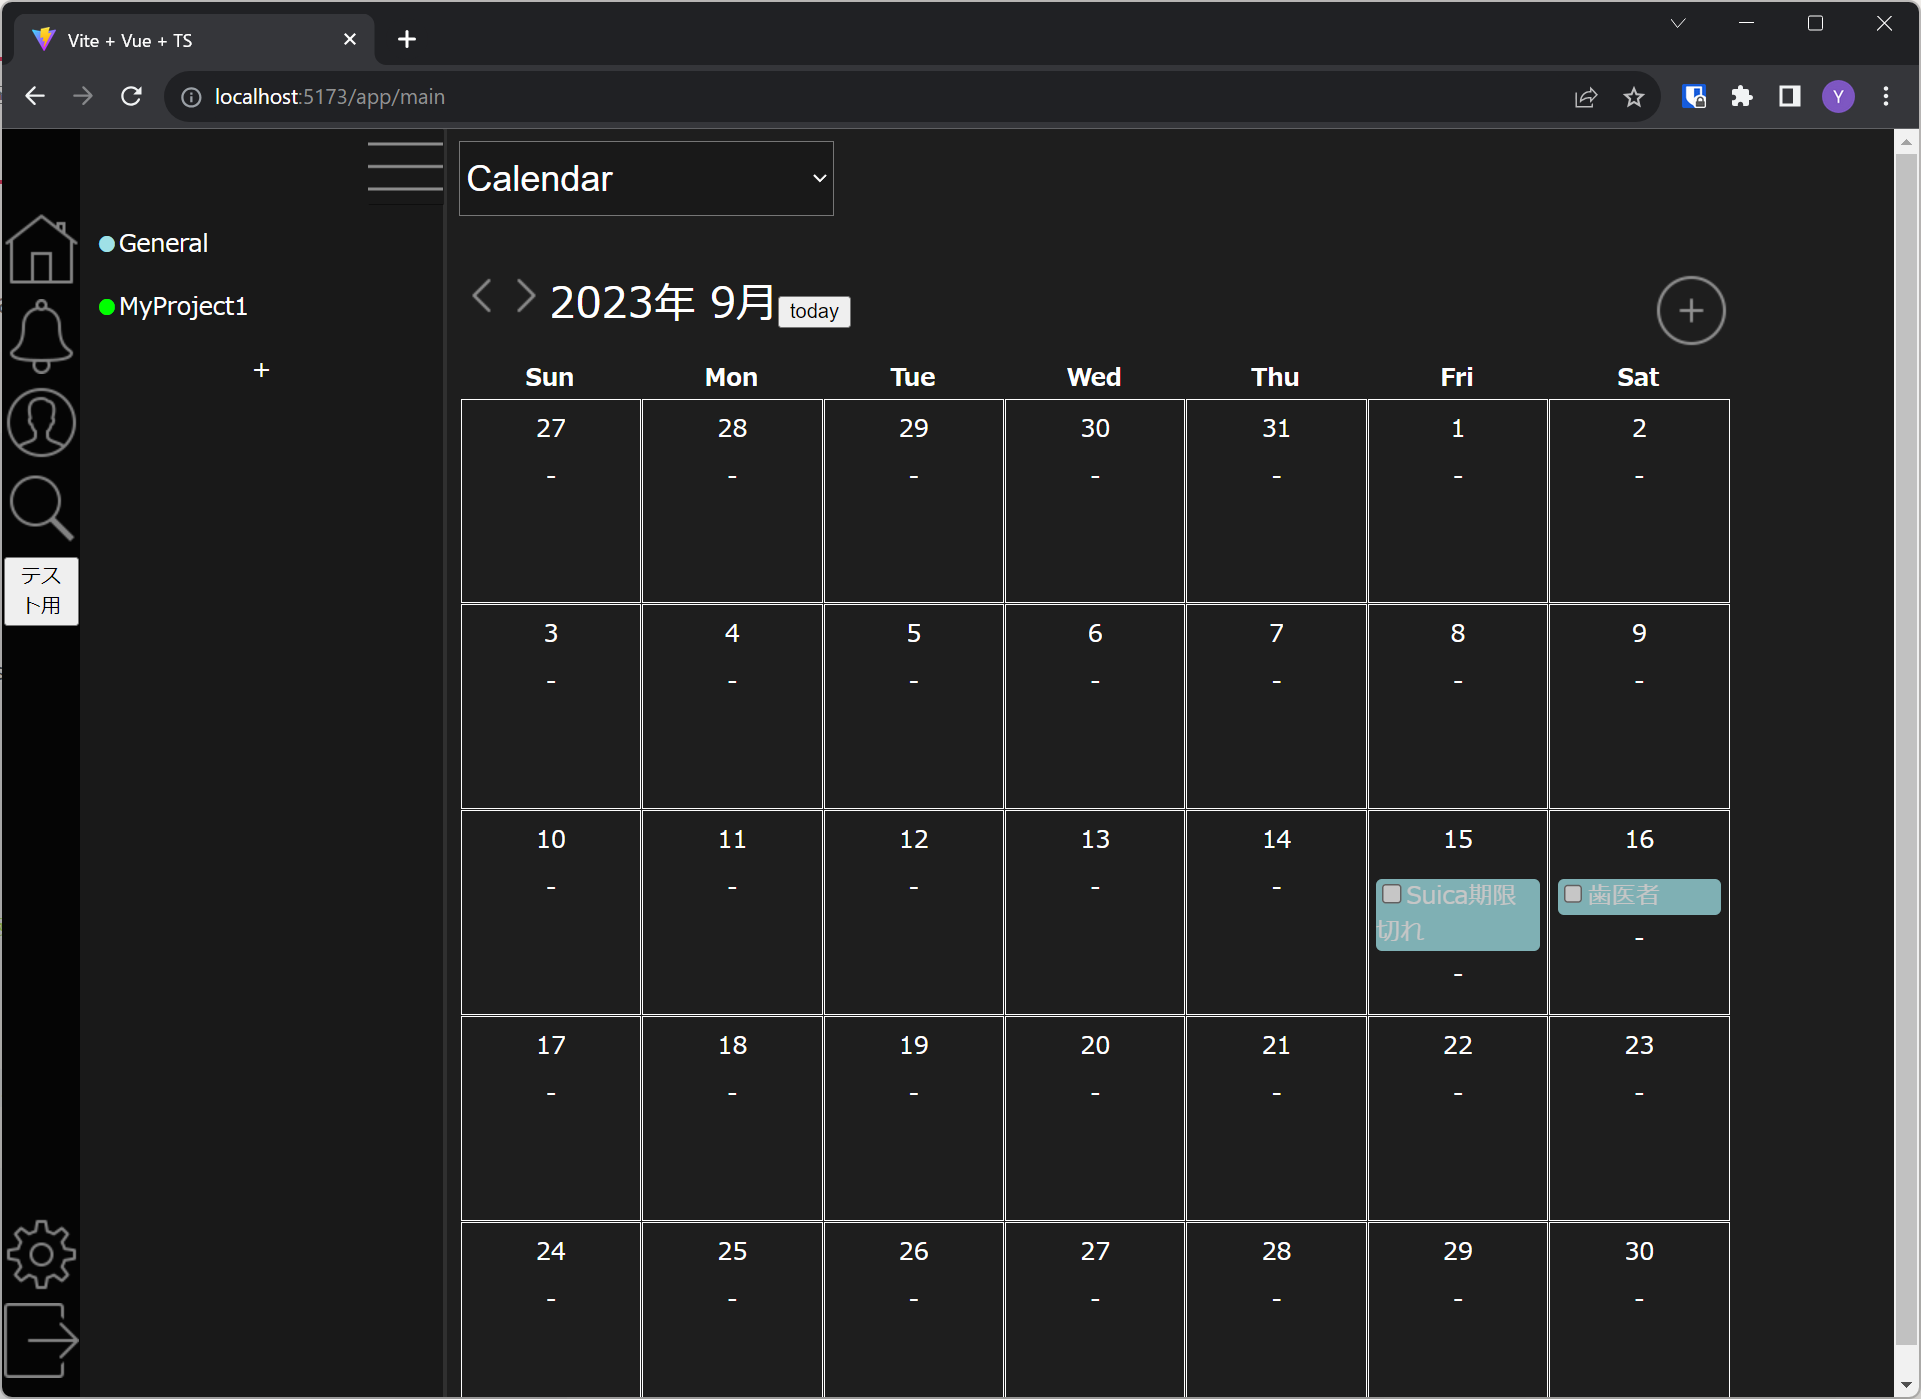 Vite + Vue + TS
localhost:5173/app/main
Y
Calendar
General
MyProject1
+
テス
ト用
2023年 9月
today
Sun Mon Tue Wed Thu Fri Sat
27 28 29 30 31 1 2
- - - - - - -
3 4 5 6 7 8 9
- - - - - - -
10 11 12 13 14 15 16
Suica期限
切れ
歯医者
- - - - - - -
17 18 19 20 21 22 23
- - - - - - -
24 25 26 27 28 29 30
- - - - - - -